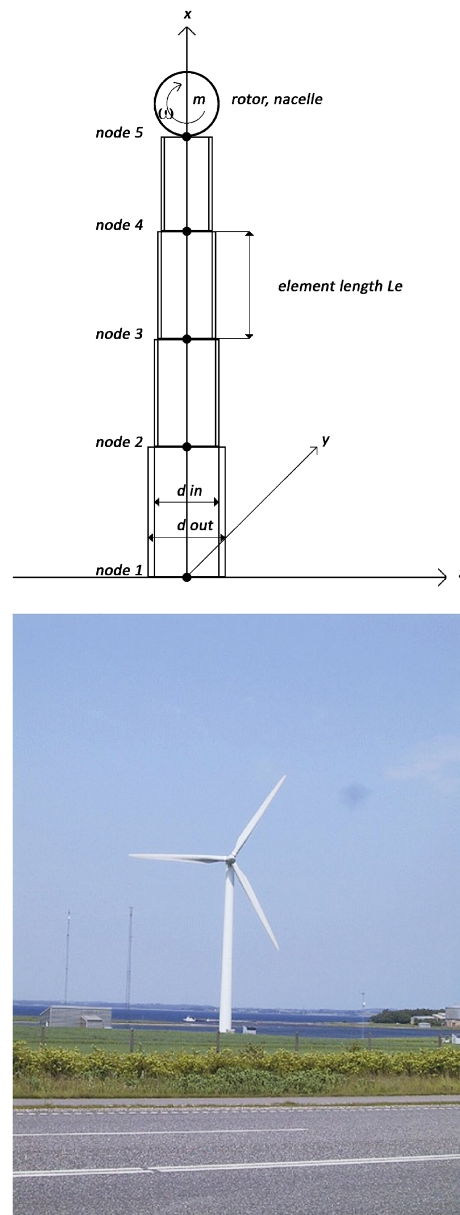 x
ω
m
rotor, nacelle
node 5
node 4
element length Le
node 3
node 2
y
d in
d out
node 1